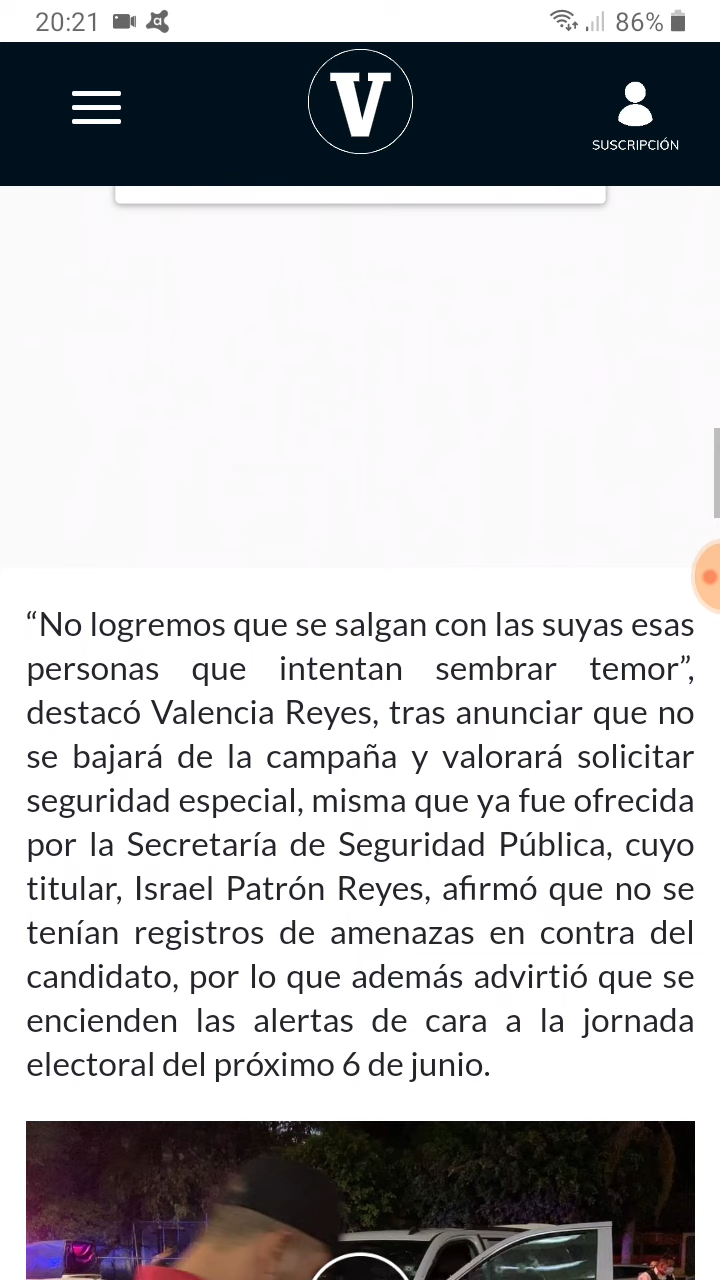 20:21
86%
V
SUSCRIPCIÓN
“No logremos que se salgan con las suyas esas
personas que intentan sembrar temor”,
destacó Valencia Reyes, tras anunciar que no
se bajará de la campaña y valorará solicitar
seguridad especial, misma que ya fue ofrecida
por la Secretaría de Seguridad Pública, cuyo
titular, Israel Patrón Reyes, afirmó que no se
tenían registros de amenazas en contra del
candidato, por lo que además advirtió que se
encienden las alertas de cara a la jornada
electoral del próximo 6 de junio.